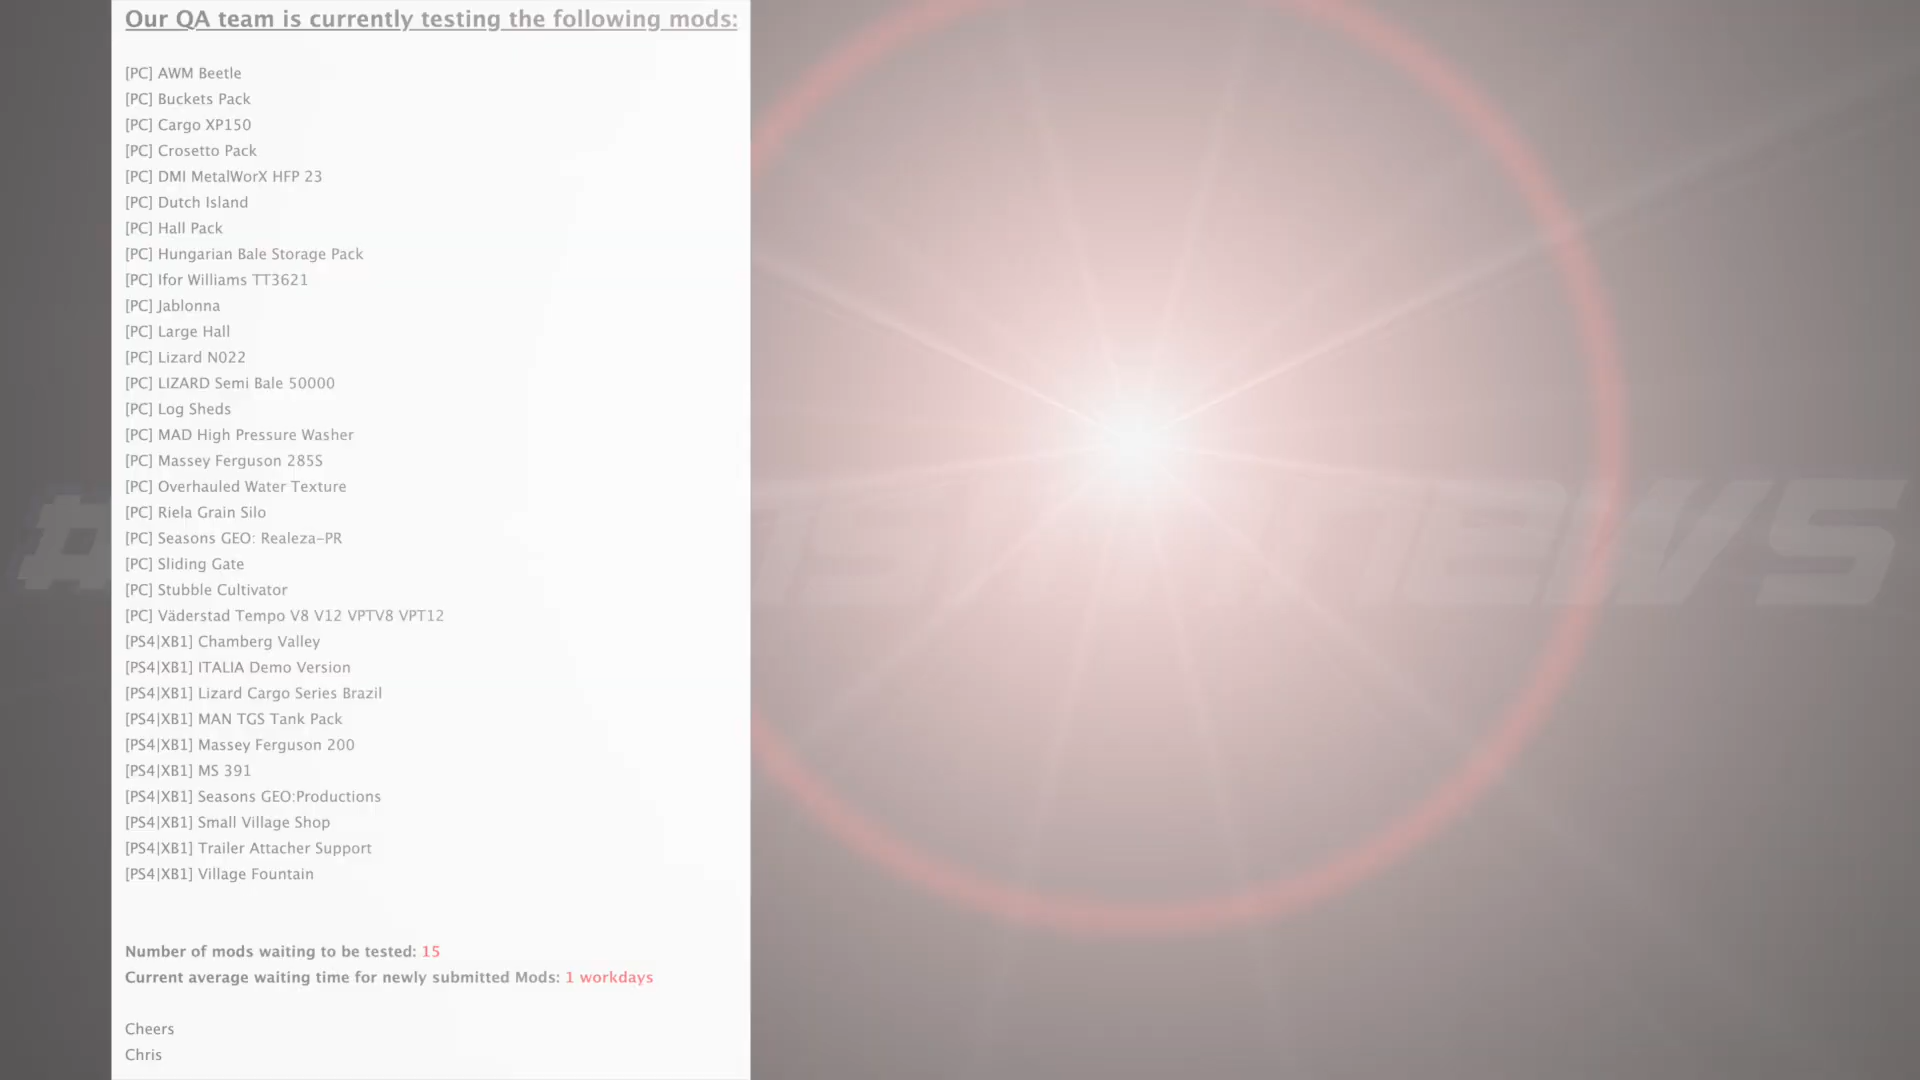 Our QA team is currently testing the following mods:
[PC] AWM Beetle
[PC] Buckets Pack
[PC] Cargo XP150
[PC] Crosetto Pack
[PC] DMI MetalWorX HFP 23
[PC] Dutch Island
[PC] Hall Pack
[PC] Hungarian Bale Storage Pack
[PC] Ifor Williams TT3621
[PC] Jablonna
[PC] Large Hall
[PC] Lizard N022
[PC] LIZARD Semi Bale 50000
[PC] Log Sheds
[PC] MAD High Pressure Washer
[PC] Massey Ferguson 285S
[PC] Overhauled Water Texture
[PC] Riela Grain Silo
[PC] Seasons GEO: Realeza-PR
[PC] Sliding Gate
[PC] Stubble Cultivator
[PC] Väderstad Tempo V8 V12 VPTV8 VPT12
[PS4|XB1] Chamberg Valley
[PS4|XB1] ITALIA Demo Version
[PS4|XB1] Lizard Cargo Series Brazil
[PS4|XB1] MAN TGS Tank Pack
[PS4|XB1] Massey Ferguson 200
[PS4|XB1] MS 391
[PS4|XB1] Seasons GEO:Productions
[PS4|XB1] Small Village Shop
[PS4|XB1] Trailer Attacher Support
[PS4|XB1] Village Fountain
Number of mods waiting to be tested: 15
Current average waiting time for newly submitted Mods: 1 workdays
Cheers
Chris